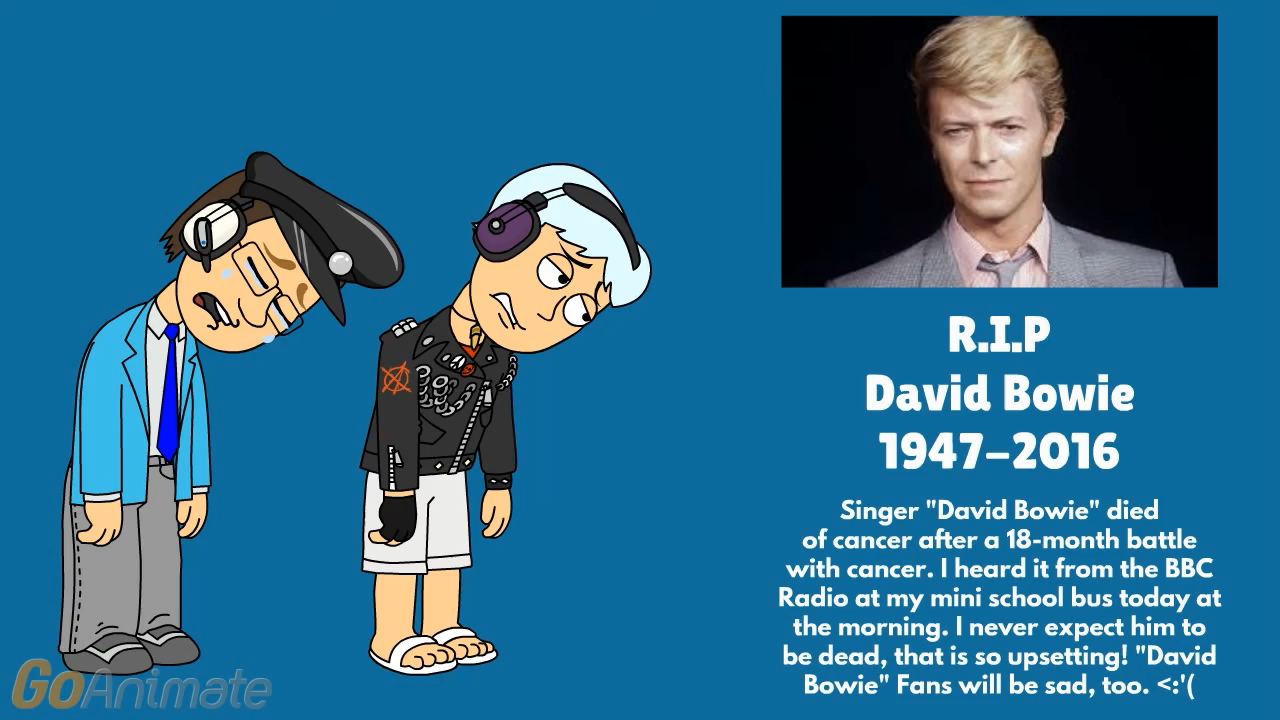 R.I.P
David Bowie
1947-2016
Singer "David Bowie" died
of cancer after a 18-month battle
with cancer. I heard it from the BBC
Radio at my mini school bus today at
the morning. I never expect him to
be dead, that is so upsetting! "David
Bowie" Fans will be sad, too. <:'(
GoAnimate